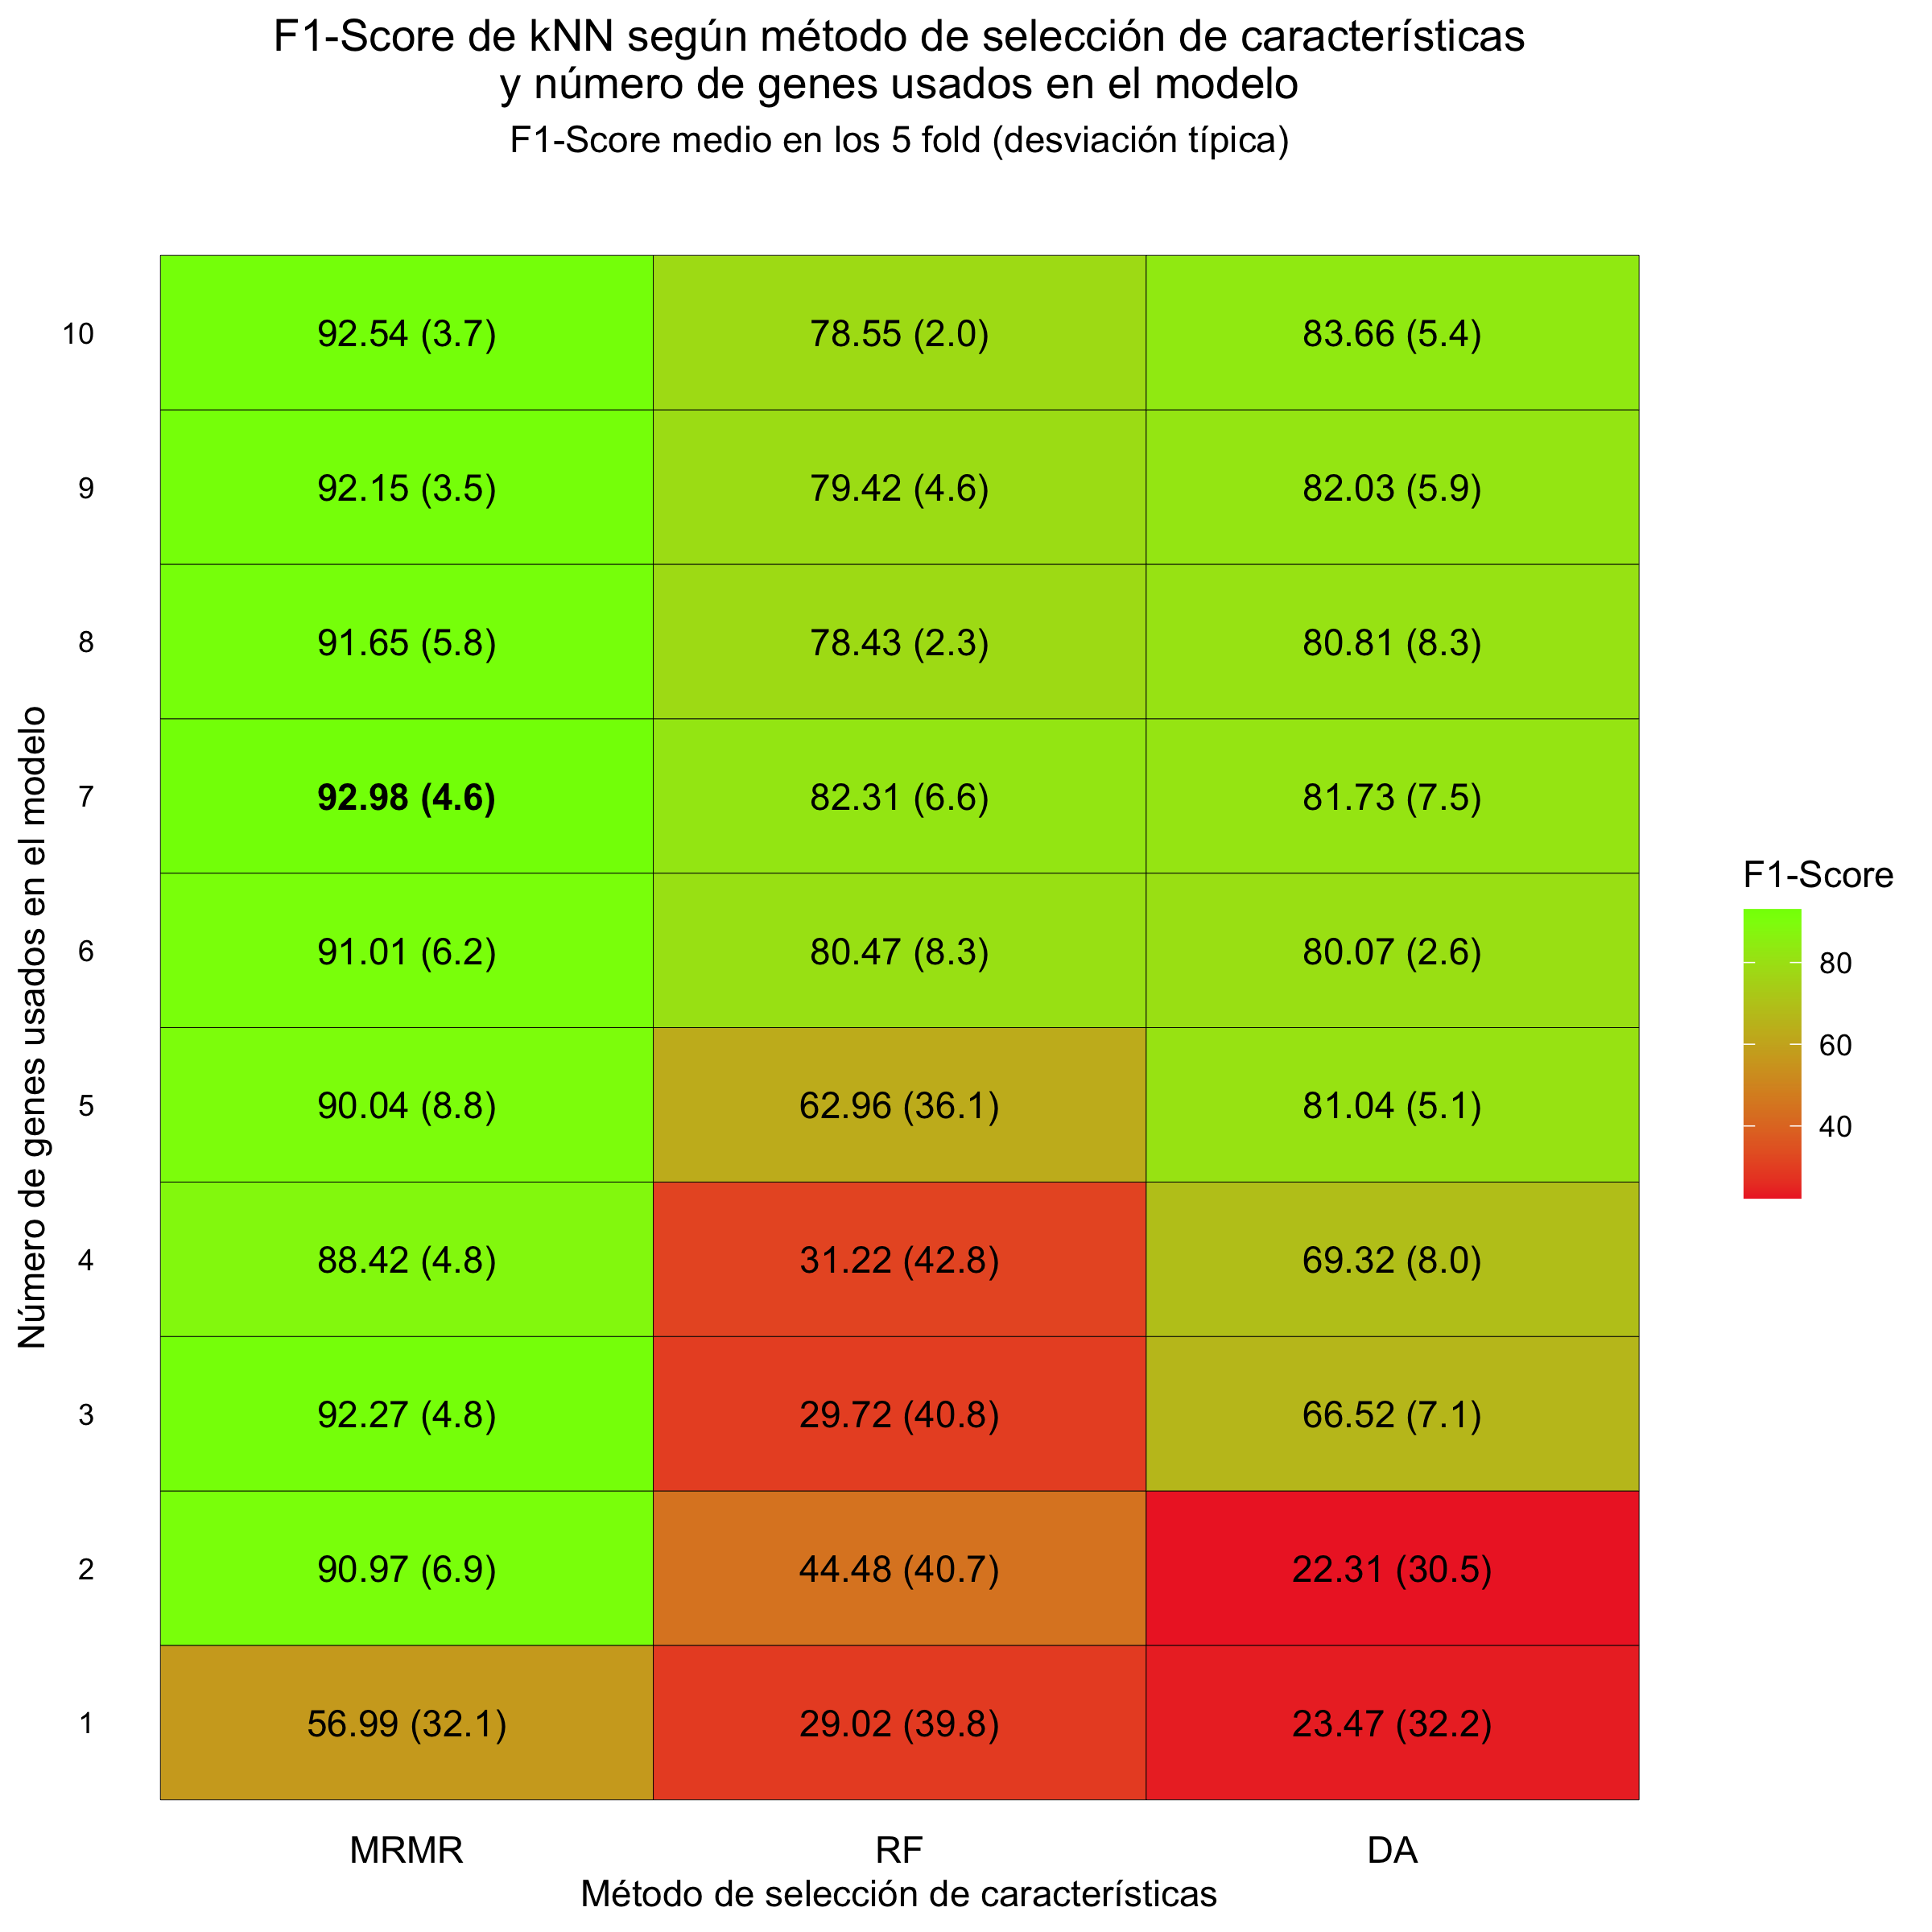 F1-Score de kNN según método de selección de características
y número de genes usados en el modelo
F1-Score medio en los 5 fold (desviación típica)
Número de genes usados en el modelo
10 92.54 (3.7) 78.55 (2.0) 83.66 (5.4)
9 92.15 (3.5) 79.42 (4.6) 82.03 (5.9)
8 91.65 (5.8) 78.43 (2.3) 80.81 (8.3)
7 92.98 (4.6) 82.31 (6.6) 81.73 (7.5)
6 91.01 (6.2) 80.47 (8.3) 80.07 (2.6)
5 90.04 (8.8) 62.96 (36.1) 81.04 (5.1)
4 88.42 (4.8) 31.22 (42.8) 69.32 (8.0)
3 92.27 (4.8) 29.72 (40.8) 66.52 (7.1)
2 90.97 (6.9) 44.48 (40.7) 22.31 (30.5)
1 56.99 (32.1) 29.02 (39.8) 23.47 (32.2)
MRMR RF DA
Método de selección de características
F1-Score
80
60
40